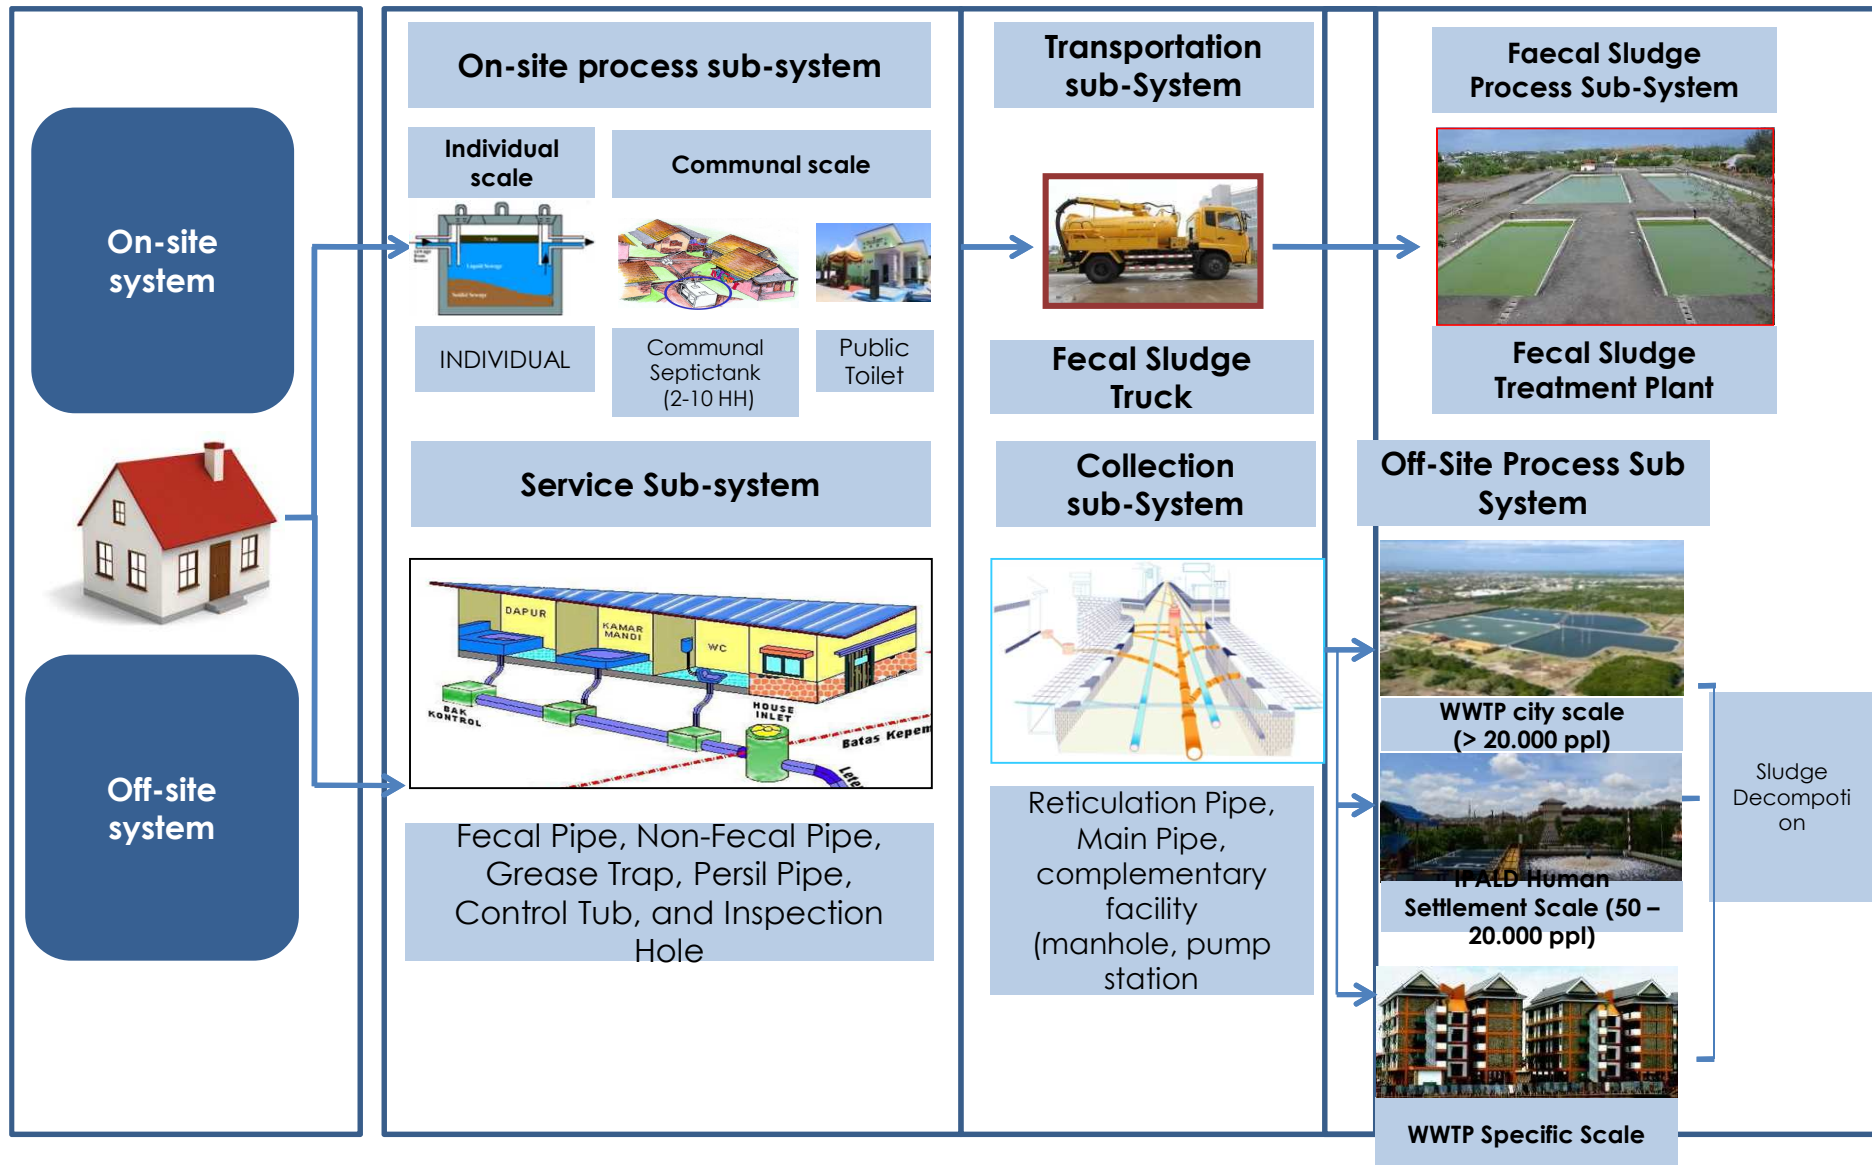 On-site
system
Off-site
system
On-site process sub-system
Individual
scale
Communal scale
Scum
Liquid Sewage
Solid Sewage
INDIVIDUAL
Communal
Septictank
(2-10 HH)
Public
Toilet
Transportation
sub-System
Fecal Sludge
Truck
Faecal Sludge
Process Sub-System
Fecal Sludge
Treatment Plant
Service Sub-system
DAPUR
KAMAR
MANDI
WC
BAK
KONTROL
HOUSE
INLET
Batas Kepem
Fecal Pipe, Non-Fecal Pipe,
Grease Trap, Persil Pipe,
Control Tub, and Inspection
Hole
Collection
sub-System
Reticulation Pipe,
Main Pipe,
complementary
facility
(manhole, pump
station
Off-Site Process Sub
System
WWTP city scale
(> 20.000 ppl)
IPALD Human
Settlement Scale (50 –
20.000 ppl)
WWTP Specific Scale
Sludge
Decompoti
on